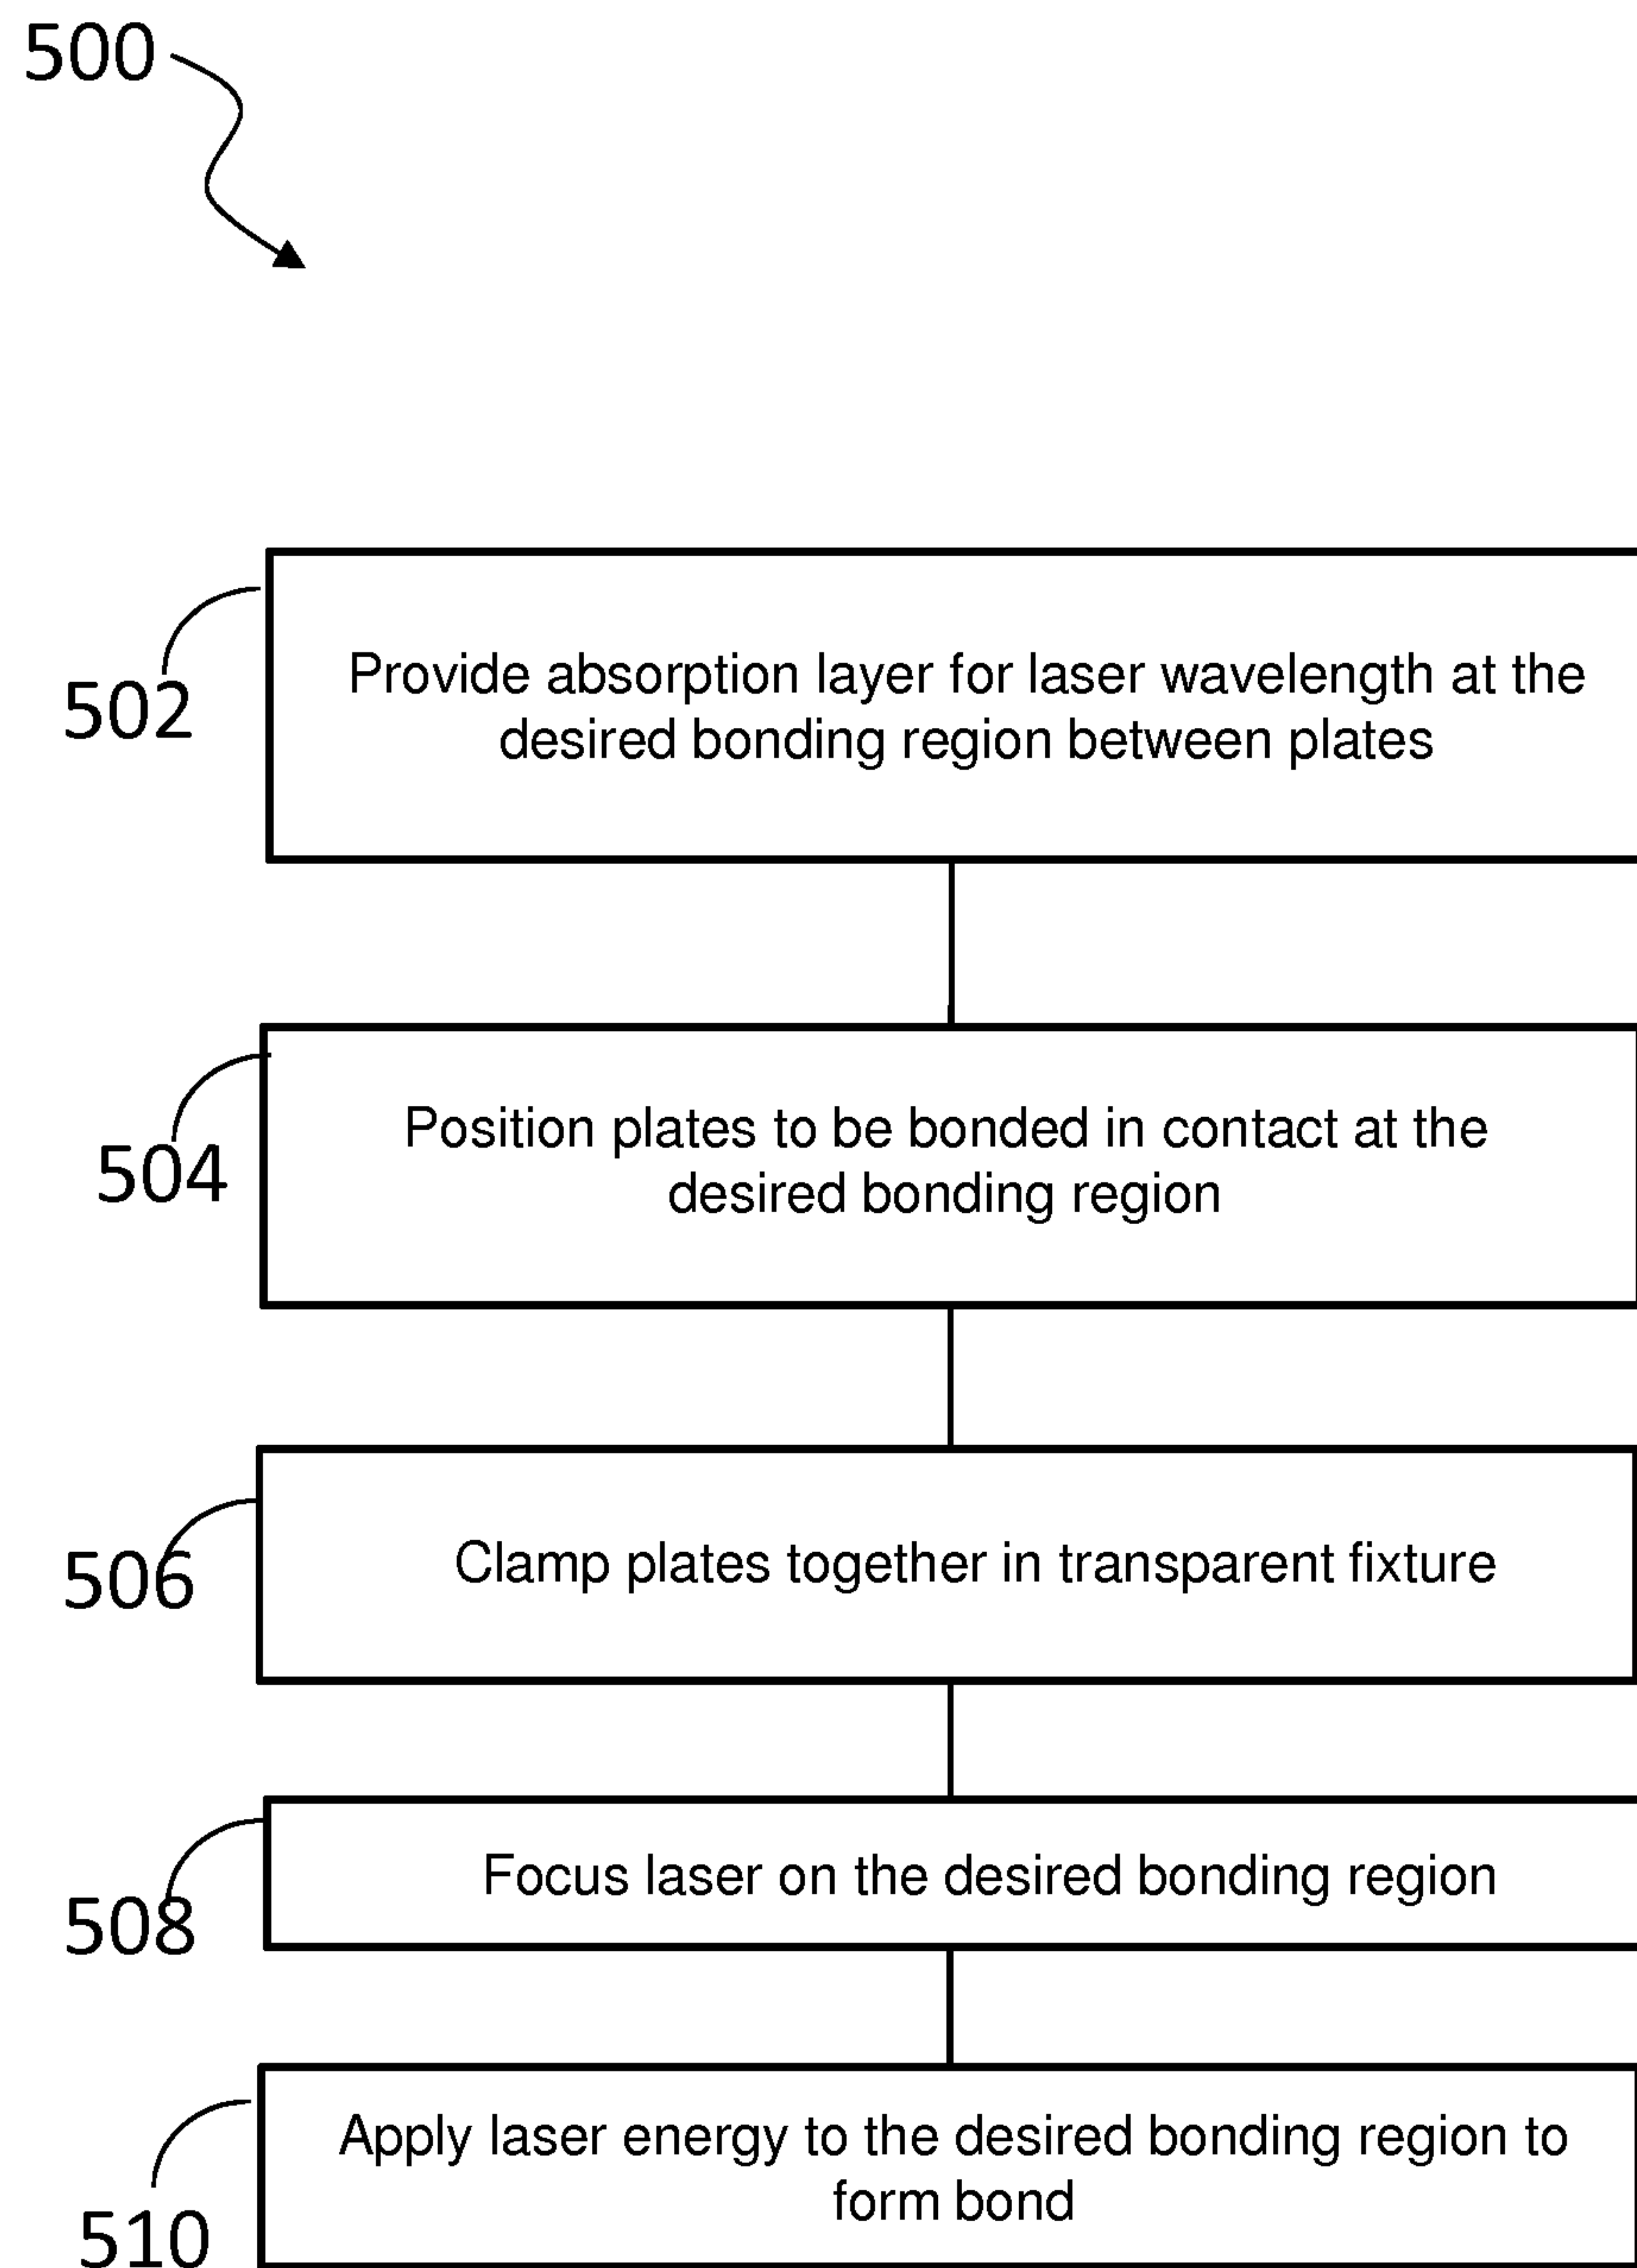 500
502
Provide absorption layer for laser wavelength at the
desired bonding region between plates
504
Position plates to be bonded in contact at the
desired bonding region
506
Clamp plates together in transparent fixture
508
Focus laser on the desired bonding region
510
Apply laser energy to the desired bonding region to
form bond